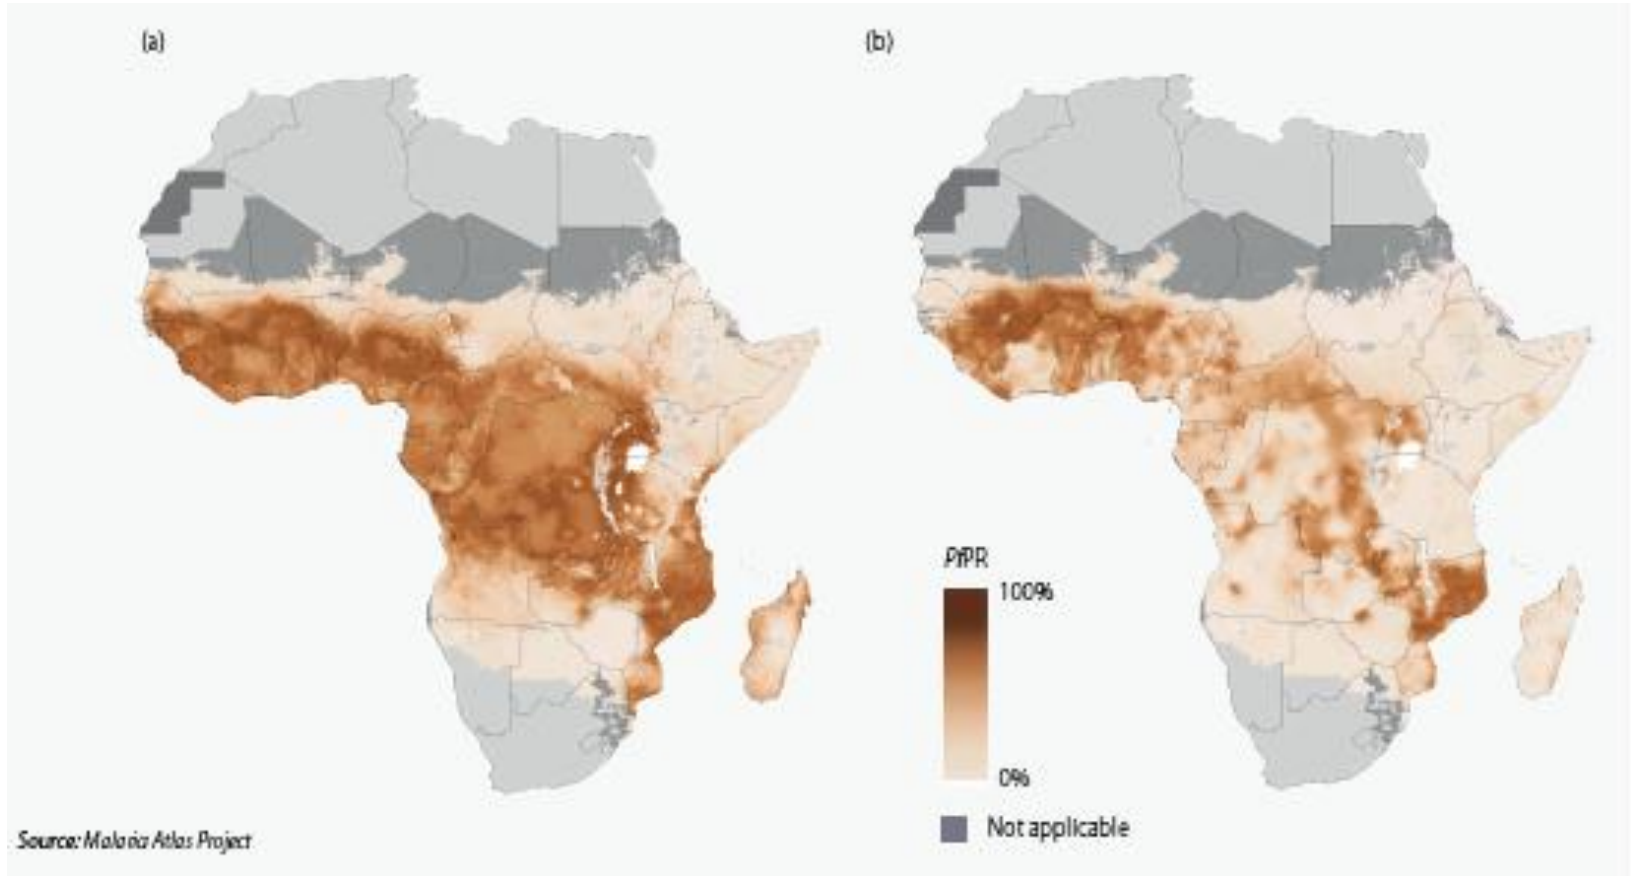 (a)
(b)
PfPR
100%
0%
Not applicable
Source: Malaria Atlas Project